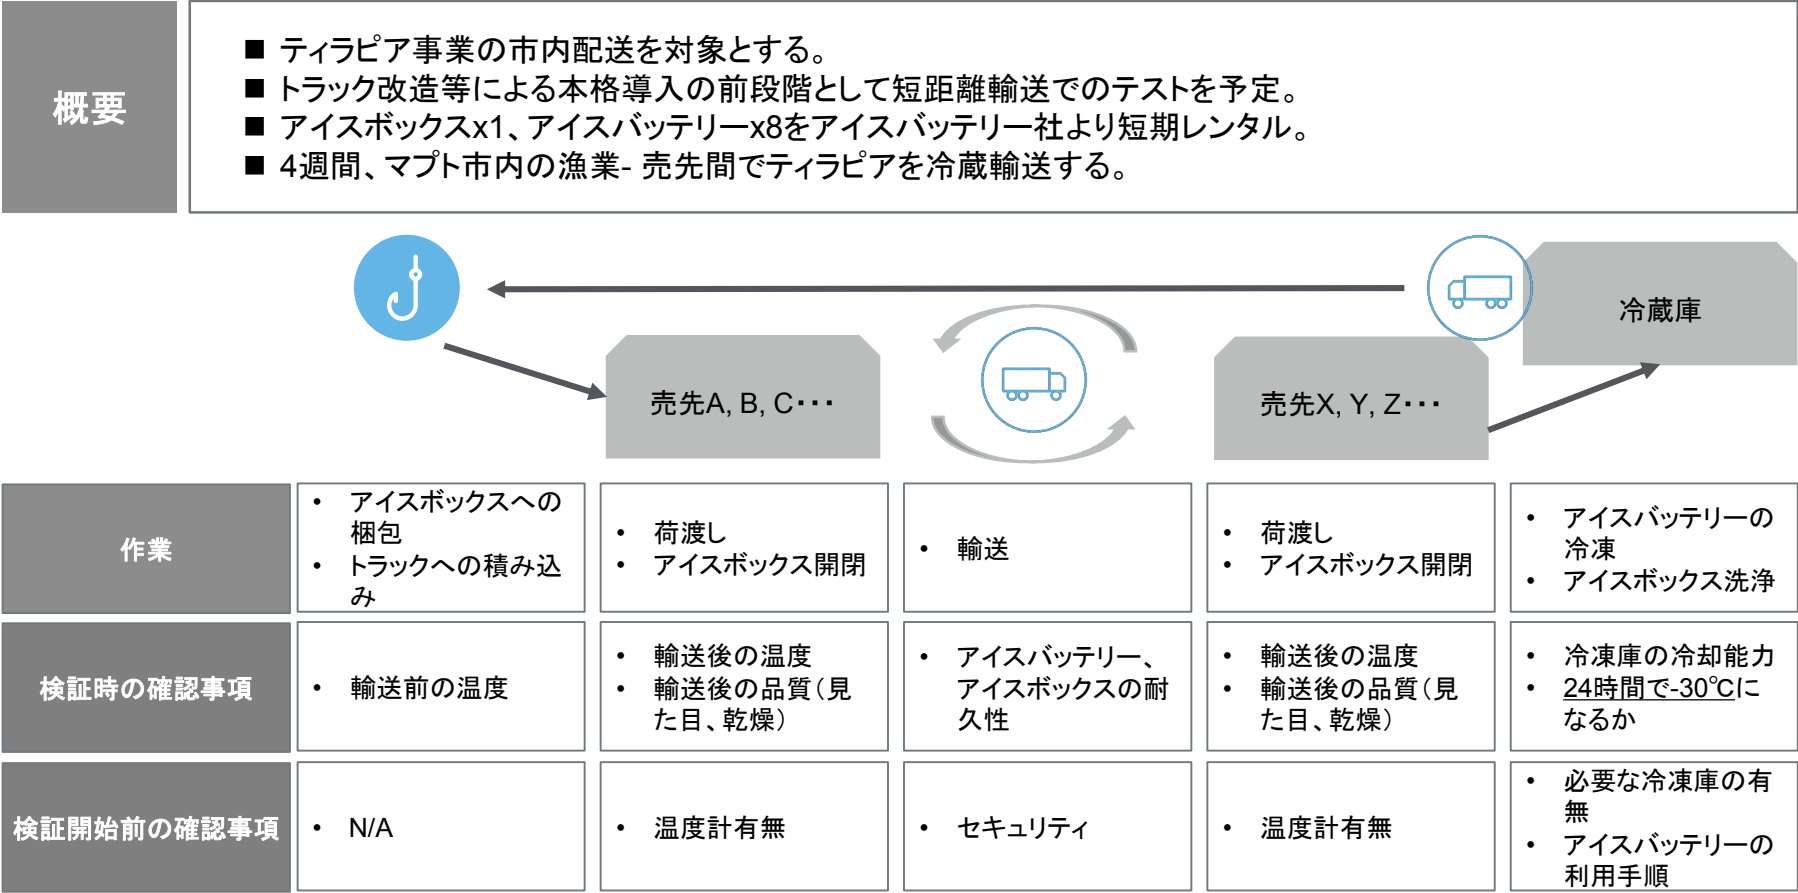 概要
■ ティラピア事業の市内配送を対象とする。
■ トラック改造等による本格導入の前段階として短距離輸送でのテストを予定。
■ アイスボックスx1、アイスバッテリーx8をアイスバッテリー社より短期レンタル。
■ 4週間、マプト市内の漁業- 売先間でティラピアを冷蔵輸送する。
冷蔵庫
売先A, B, C・・・
売先X, Y, Z・・・
作業
• アイスボックスへの
梱包
• トラックへの積み込
み
• 荷渡し
• アイスボックス開閉
• 輸送
• 荷渡し
• アイスボックス開閉
• アイスバッテリーの
冷凍
• アイスボックス洗浄
検証時の確認事項
• 輸送前の温度
• 輸送後の温度
• 輸送後の品質（見
た目、乾燥）
• アイスバッテリー、
アイスボックスの耐
久性
• 輸送後の温度
• 輸送後の品質（見
た目、乾燥）
• 冷凍庫の冷却能力
• 24時間で-30℃に
なるか
検証開始前の確認事項
• N/A
• 温度計有無
• セキュリティ
• 温度計有無
• 必要な冷凍庫の有
無
• アイスバッテリーの
利用手順